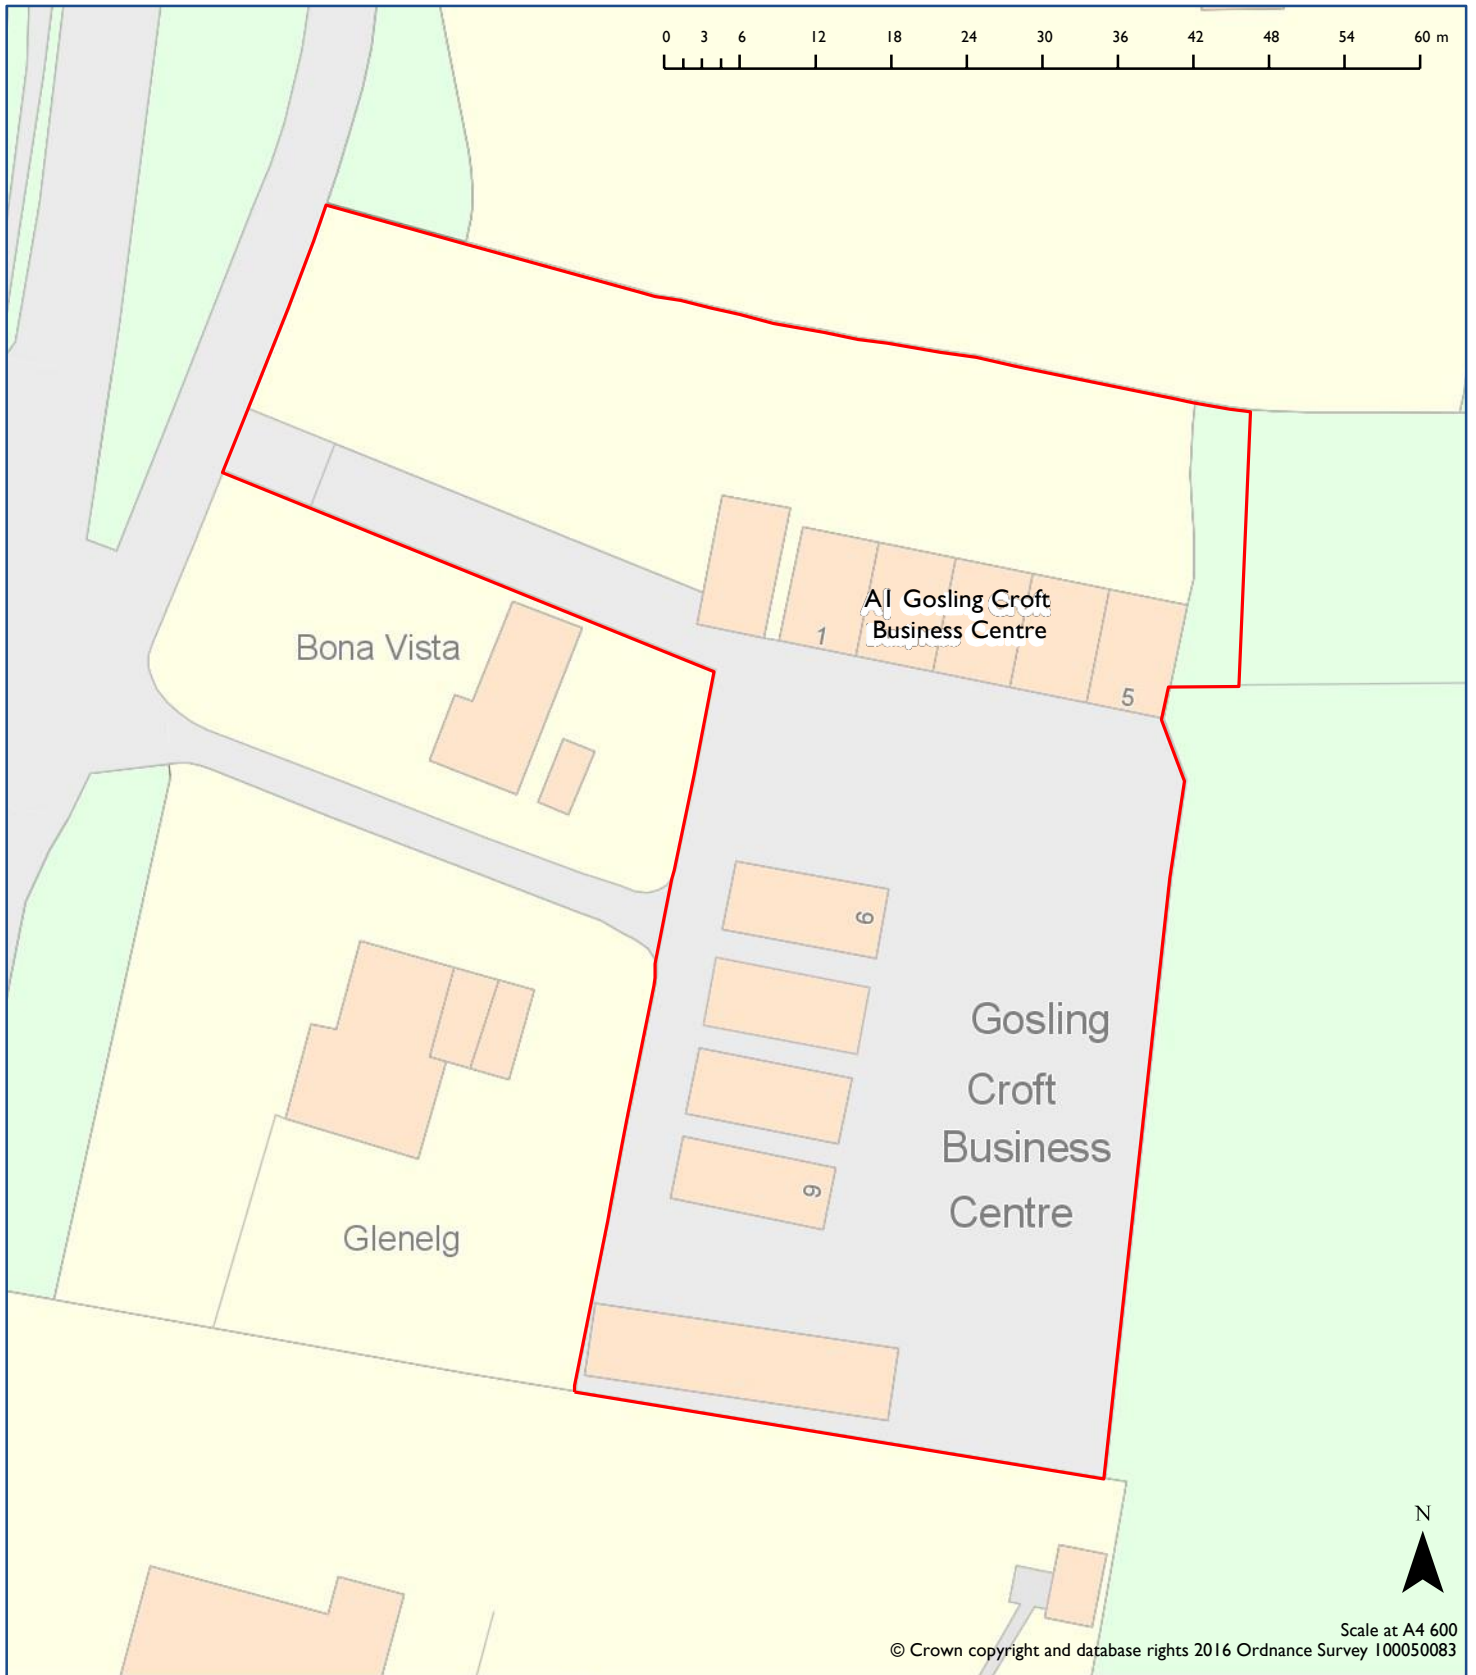 0 3 6 12 18 24 30 36 42 48 54 60 m
A1 Gosling Croft
Business Centre
1
5
Bona Vista
6
Gosling
Croft
Business
Centre
9
Glenelg
N
Scale at A4 600
© Crown copyright and database rights 2016 Ordnance Survey 100050083